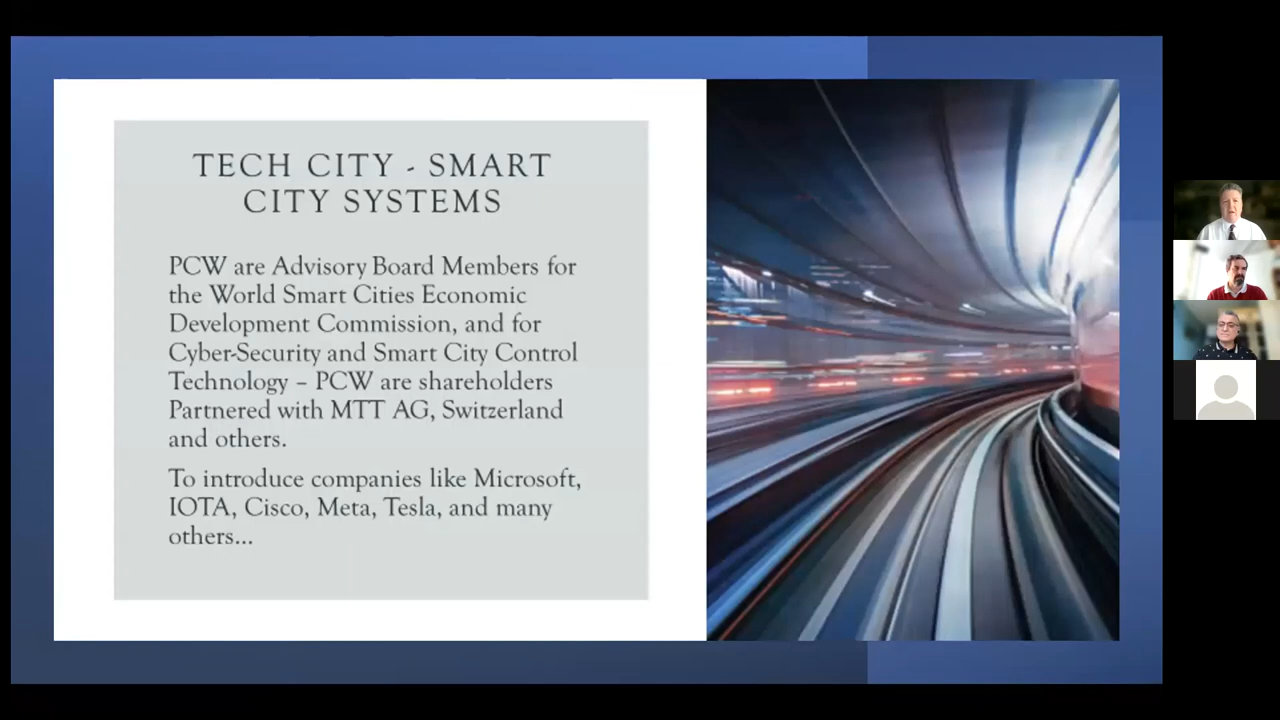 TECH CITY - SMART
CITY SYSTEMS
PCW are Advisory Board Members for
the World Smart Cities Economic
Development Commission, and for
Cyber-Security and Smart City Control
Technology – PCW are shareholders
Partnered with MTT AG, Switzerland
and others.
To introduce companies like Microsoft,
IOTA, Cisco, Meta, Tesla, and many
others...